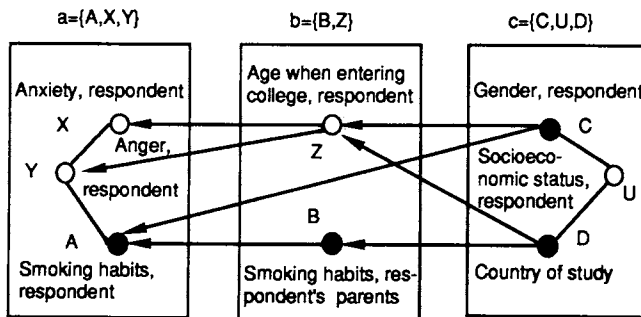 a={A,X,Y}
b={B,Z}
c={C,U,D}
Anxiety, respondent
X
Anger,
respondent
Y
A
Smoking habits,
respondent
Age when entering
college, respondent
Z
B
Smoking habits, res-
pondent's parents
Gender, respondent
C
Socioeco-
nomic status,
respondent
U
D
Country of study